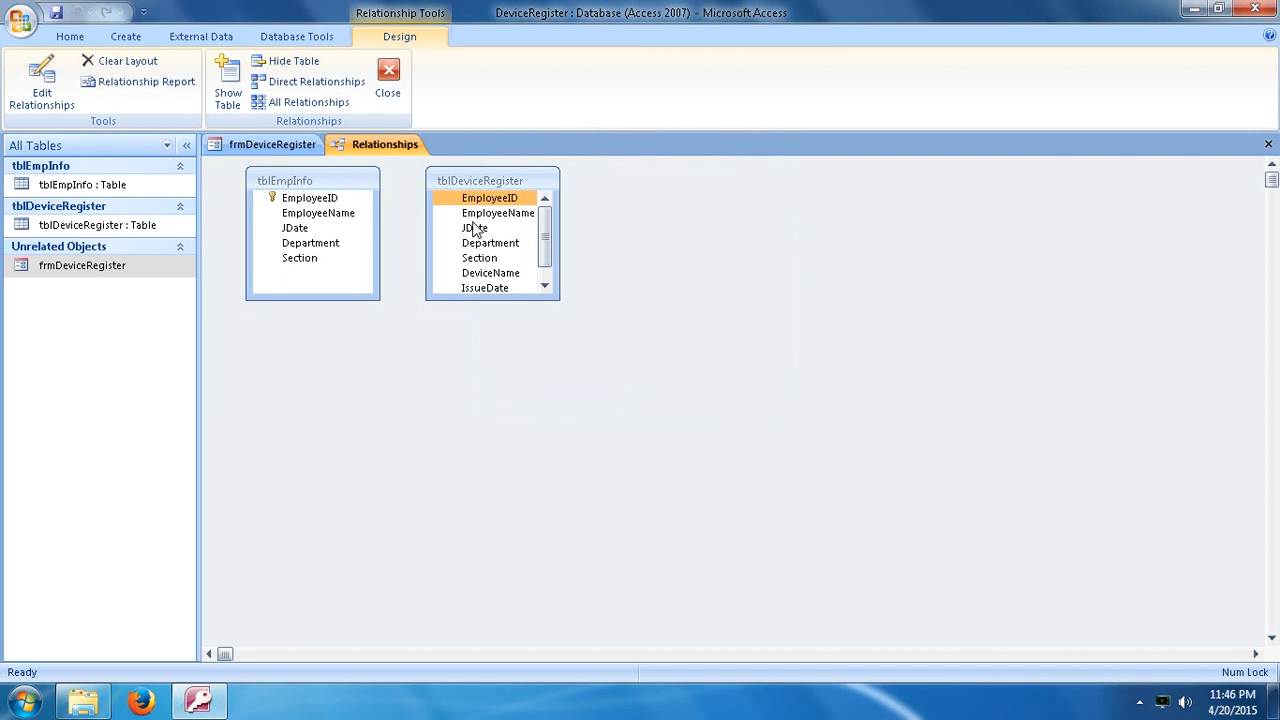 Relationship Tools
DeviceRegister : Database (Access 2007) - Microsoft Access
Home
Create
External Data
Database Tools
Design
Edit
Relationships
Clear Layout
Relationship Report
Tools
Show
Table
Hide Table
Direct Relationships
All Relationships
Close
Relationships
All Tables
tblEmpInfo
tblEmpInfo : Table
tblDeviceRegister
tblDeviceRegister : Table
Unrelated Objects
frmDeviceRegister
frmDeviceRegister
Relationships
tblEmpInfo
EmployeeID
EmployeeName
JDate
Department
Section
tblDeviceRegister
EmployeeID
EmployeeName
JDate
Department
Section
DeviceName
IssueDate
Ready
Num Lock
11:46 PM
4/20/2015